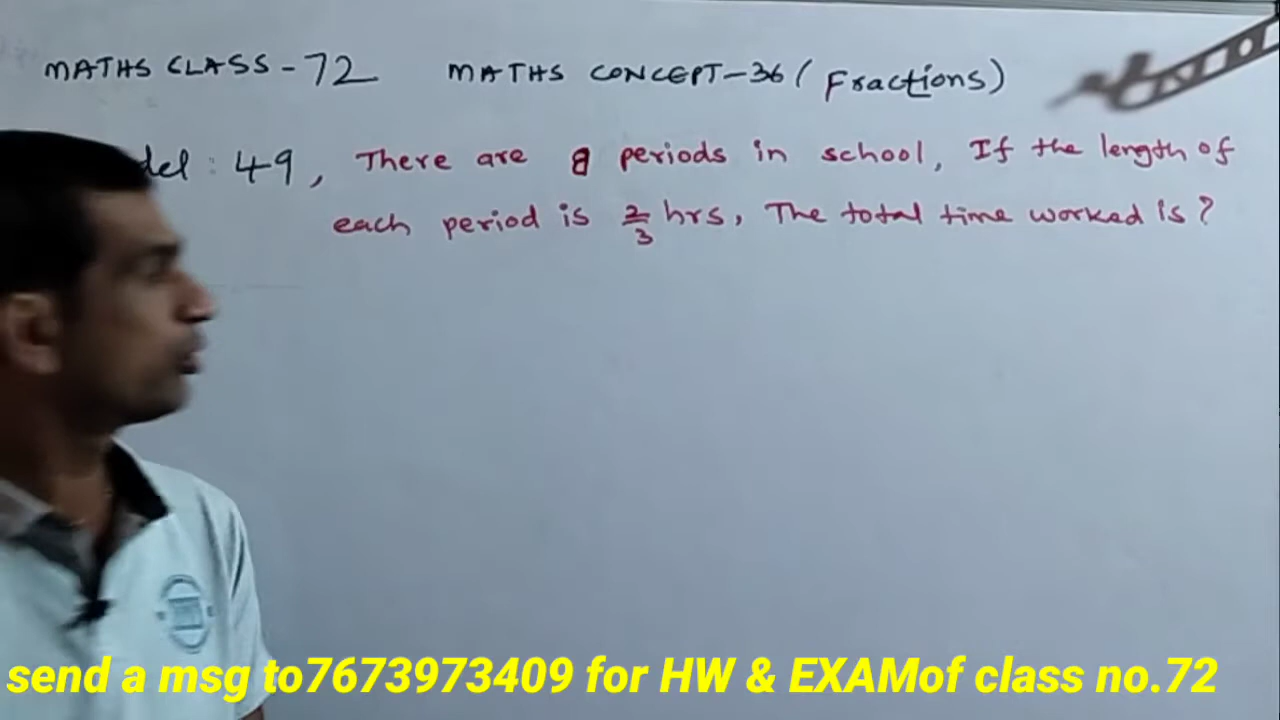 MATHS CLASS - 72 MATHS CONCEPT-36 (Fractions)
del : 49, There are 8 periods in school, If the length of
each period is 2/3 hrs, The total time worked is?
send a msg to7673973409 for HW & EXAMof class no.72